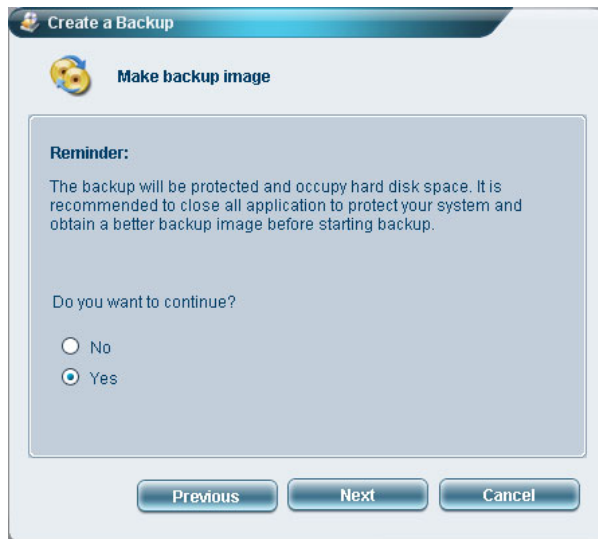 Create a Backup
Make backup image
Reminder:
The backup will be protected and occupy hard disk space. It is
recommended to close all application to protect your system and
obtain a better backup image before starting backup.
Do you want to continue?
No
Yes
Previous
Next
Cancel